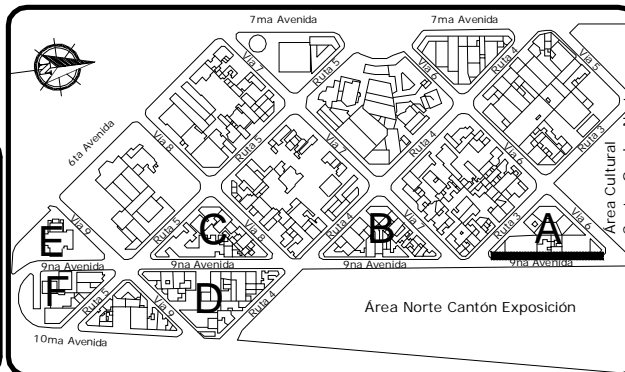 7ma Avenida
7ma Avenida
Ruta 5
Vía 6
Ruta 4
Vía 5
6ta Avenida
Vía 8
Ruta 5
Vía 7
Ruta 4
Vía 6
Ruta 3
Área Cultural
E
Vía 9
Ruta 5
C
Vía 8
Ruta 4
B
Vía 7
Ruta 3
A
Vía 6
9na Avenida
9na Avenida
9na Avenida
9na Avenida
F
Vía 9
D
Ruta 4
Área Norte Cantón Exposición
10ma Avenida